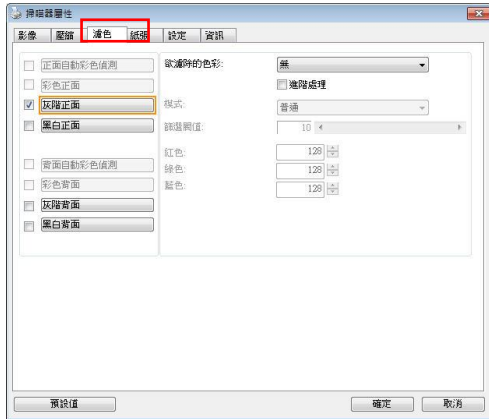 掃描器屬性
影像 壓縮 濾色 紙張 設定 資訊
正面自動彩色偵測 欲濾除的色彩: 無
彩色正面 進階處理
灰階正面 模式: 普通
黑白正面 篩選閥值: 10
紅色: 128
背面自動彩色偵測 綠色: 128
彩色背面 藍色: 128
灰階背面
黑白背面
預設值 確定 取消